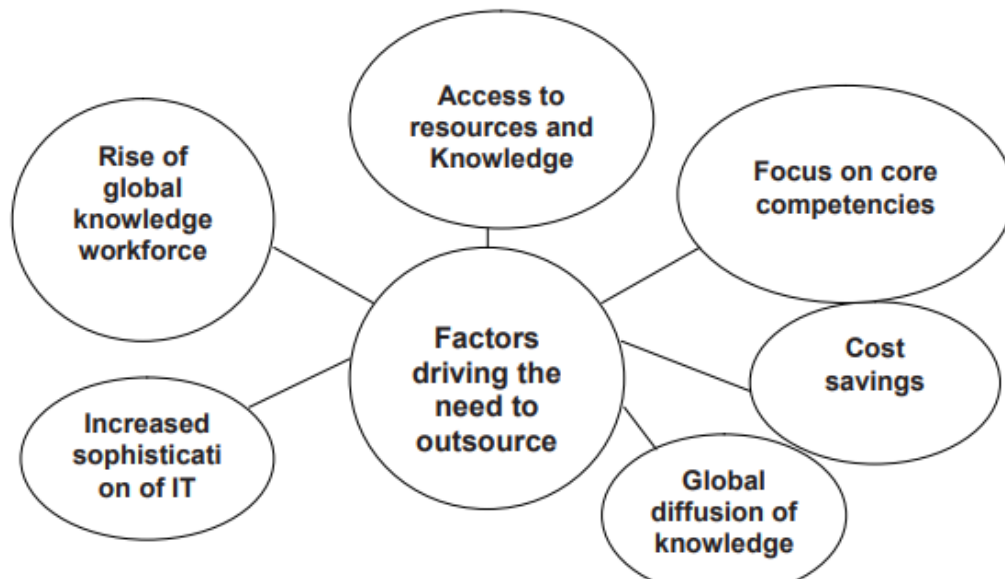 Access to
resources and
Knowledge
Rise of
global
knowledge
workforce
Focus on core
competencies
Factors
driving the
need to
outsource
Cost
savings
Increased
sophisticati
on of IT
Global
diffusion of
knowledge